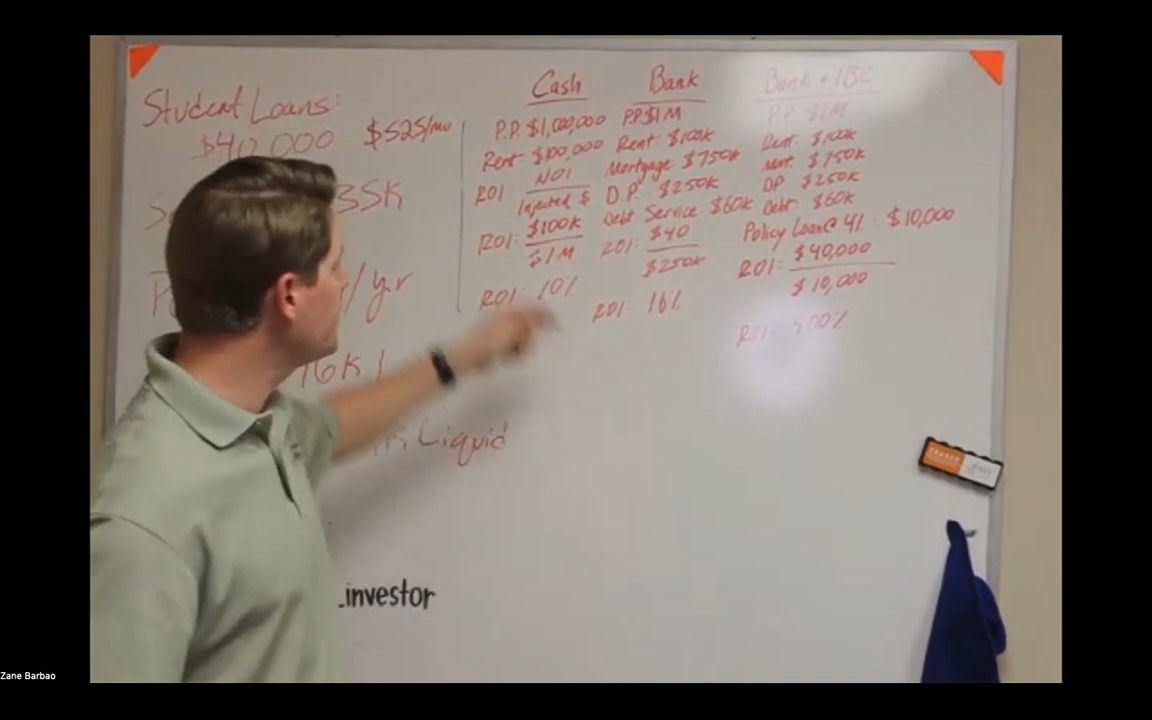 Student Loans:
$40,000 $525/mo
35K
/yr
76K
Liquid
Cash
P.P. $1,000,000
Rent: $100,000
ROI: NOI
Injected $
ROI: $100K
$1M
ROI: 10%
Bank
P.P. $1M
Rent: $100K
Mortgage: $750K
D.P. $250K
Debt Service: $60K
ROI: $40
$250K
ROI: 16%
Bank + IBC
P.P. $1M
Rent: $100K
Mort. $750K
DP: $250K
Debt: $60K
Policy Loan @ 4%: $10,000
ROI: $40,000
$10,000
ROI: 400%
.investor
Zane Barbao